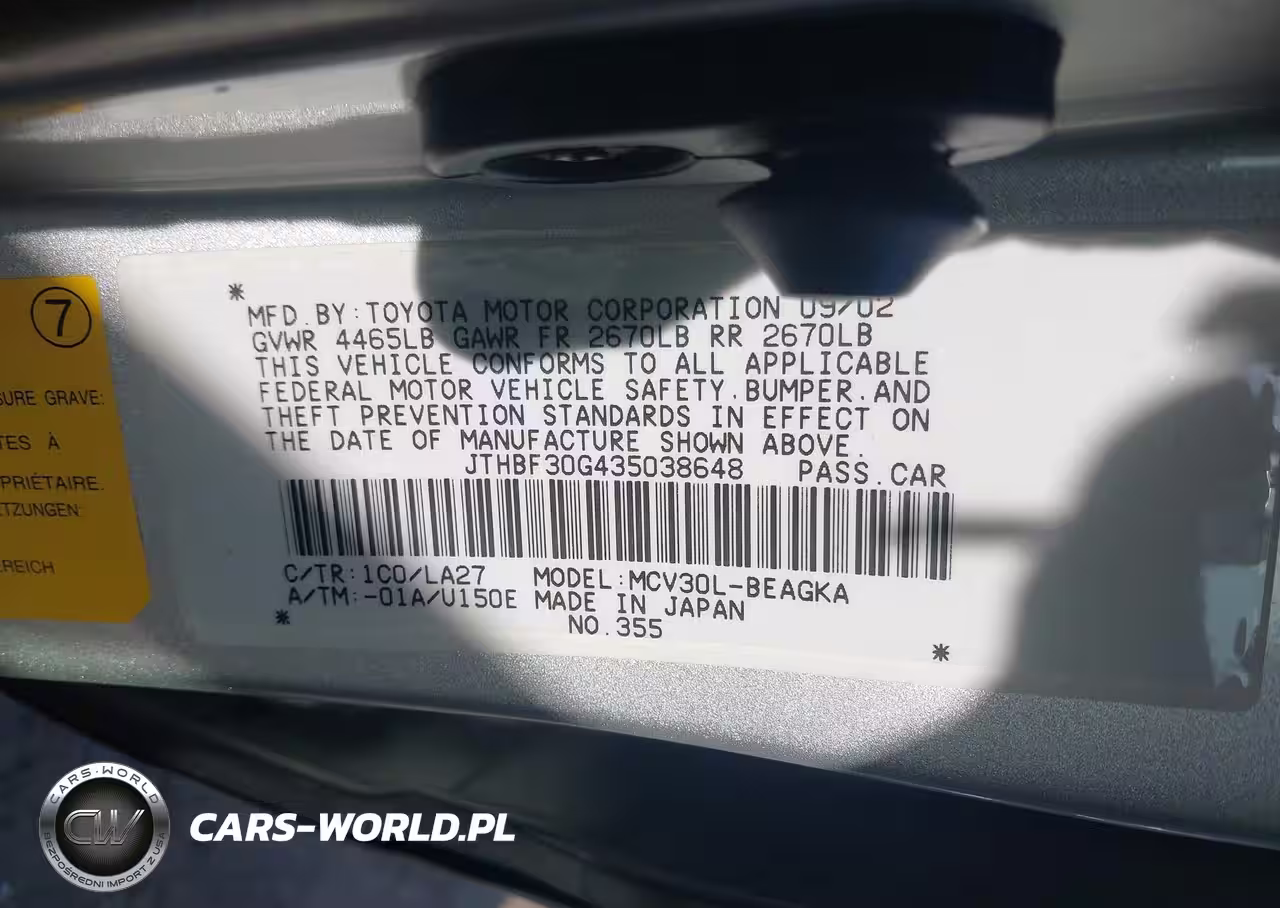 7
SURE GRAVE:
TES À
PRIÉTAIRE.
TZUNGEN:
REICH
*
MFD.BY:TOYOTA MOTOR CORPORATION 09/02
GVWR 4465LB GAWR FR 2670LB RR 2670LB
THIS VEHICLE CONFORMS TO ALL APPLICABLE
FEDERAL MOTOR VEHICLE SAFETY.BUMPER.AND
THEFT PREVENTION STANDARDS IN EFFECT ON
THE DATE OF MANUFACTURE SHOWN ABOVE.
JTHBF30G435038648 PASS.CAR
C/TR:1C0/LA27 MODEL:MCV30L-BEAGKA
A/TM:-01A/U150E MADE IN JAPAN
NO.355
* *
CARS-WORLD
CW
BEZPOŚREDNI IMPORT Z USA
CARS-WORLD.PL